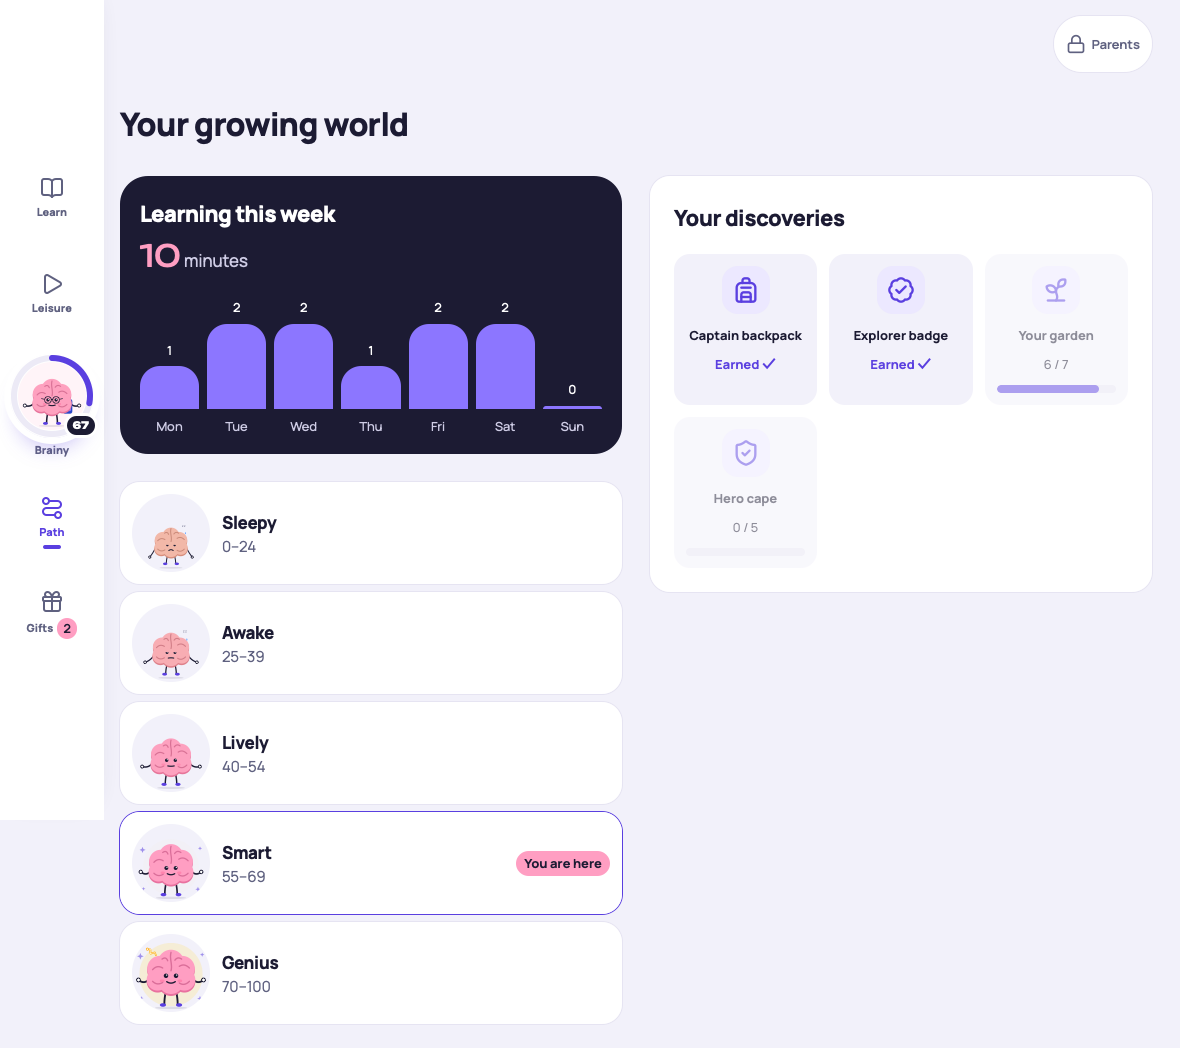 Parents
Your growing world
Learn
Leisure
67
Brainy
Path
Gifts 2
Learning this week
10 minutes
1 2 2 1 2 2 0
Mon Tue Wed Thu Fri Sat Sun
Sleepy
0–24
Awake
25–39
Lively
40–54
Smart
55–69
You are here
Genius
70–100
Your discoveries
Captain backpack
Earned
Explorer badge
Earned
Your garden
6 / 7
Hero cape
0 / 5